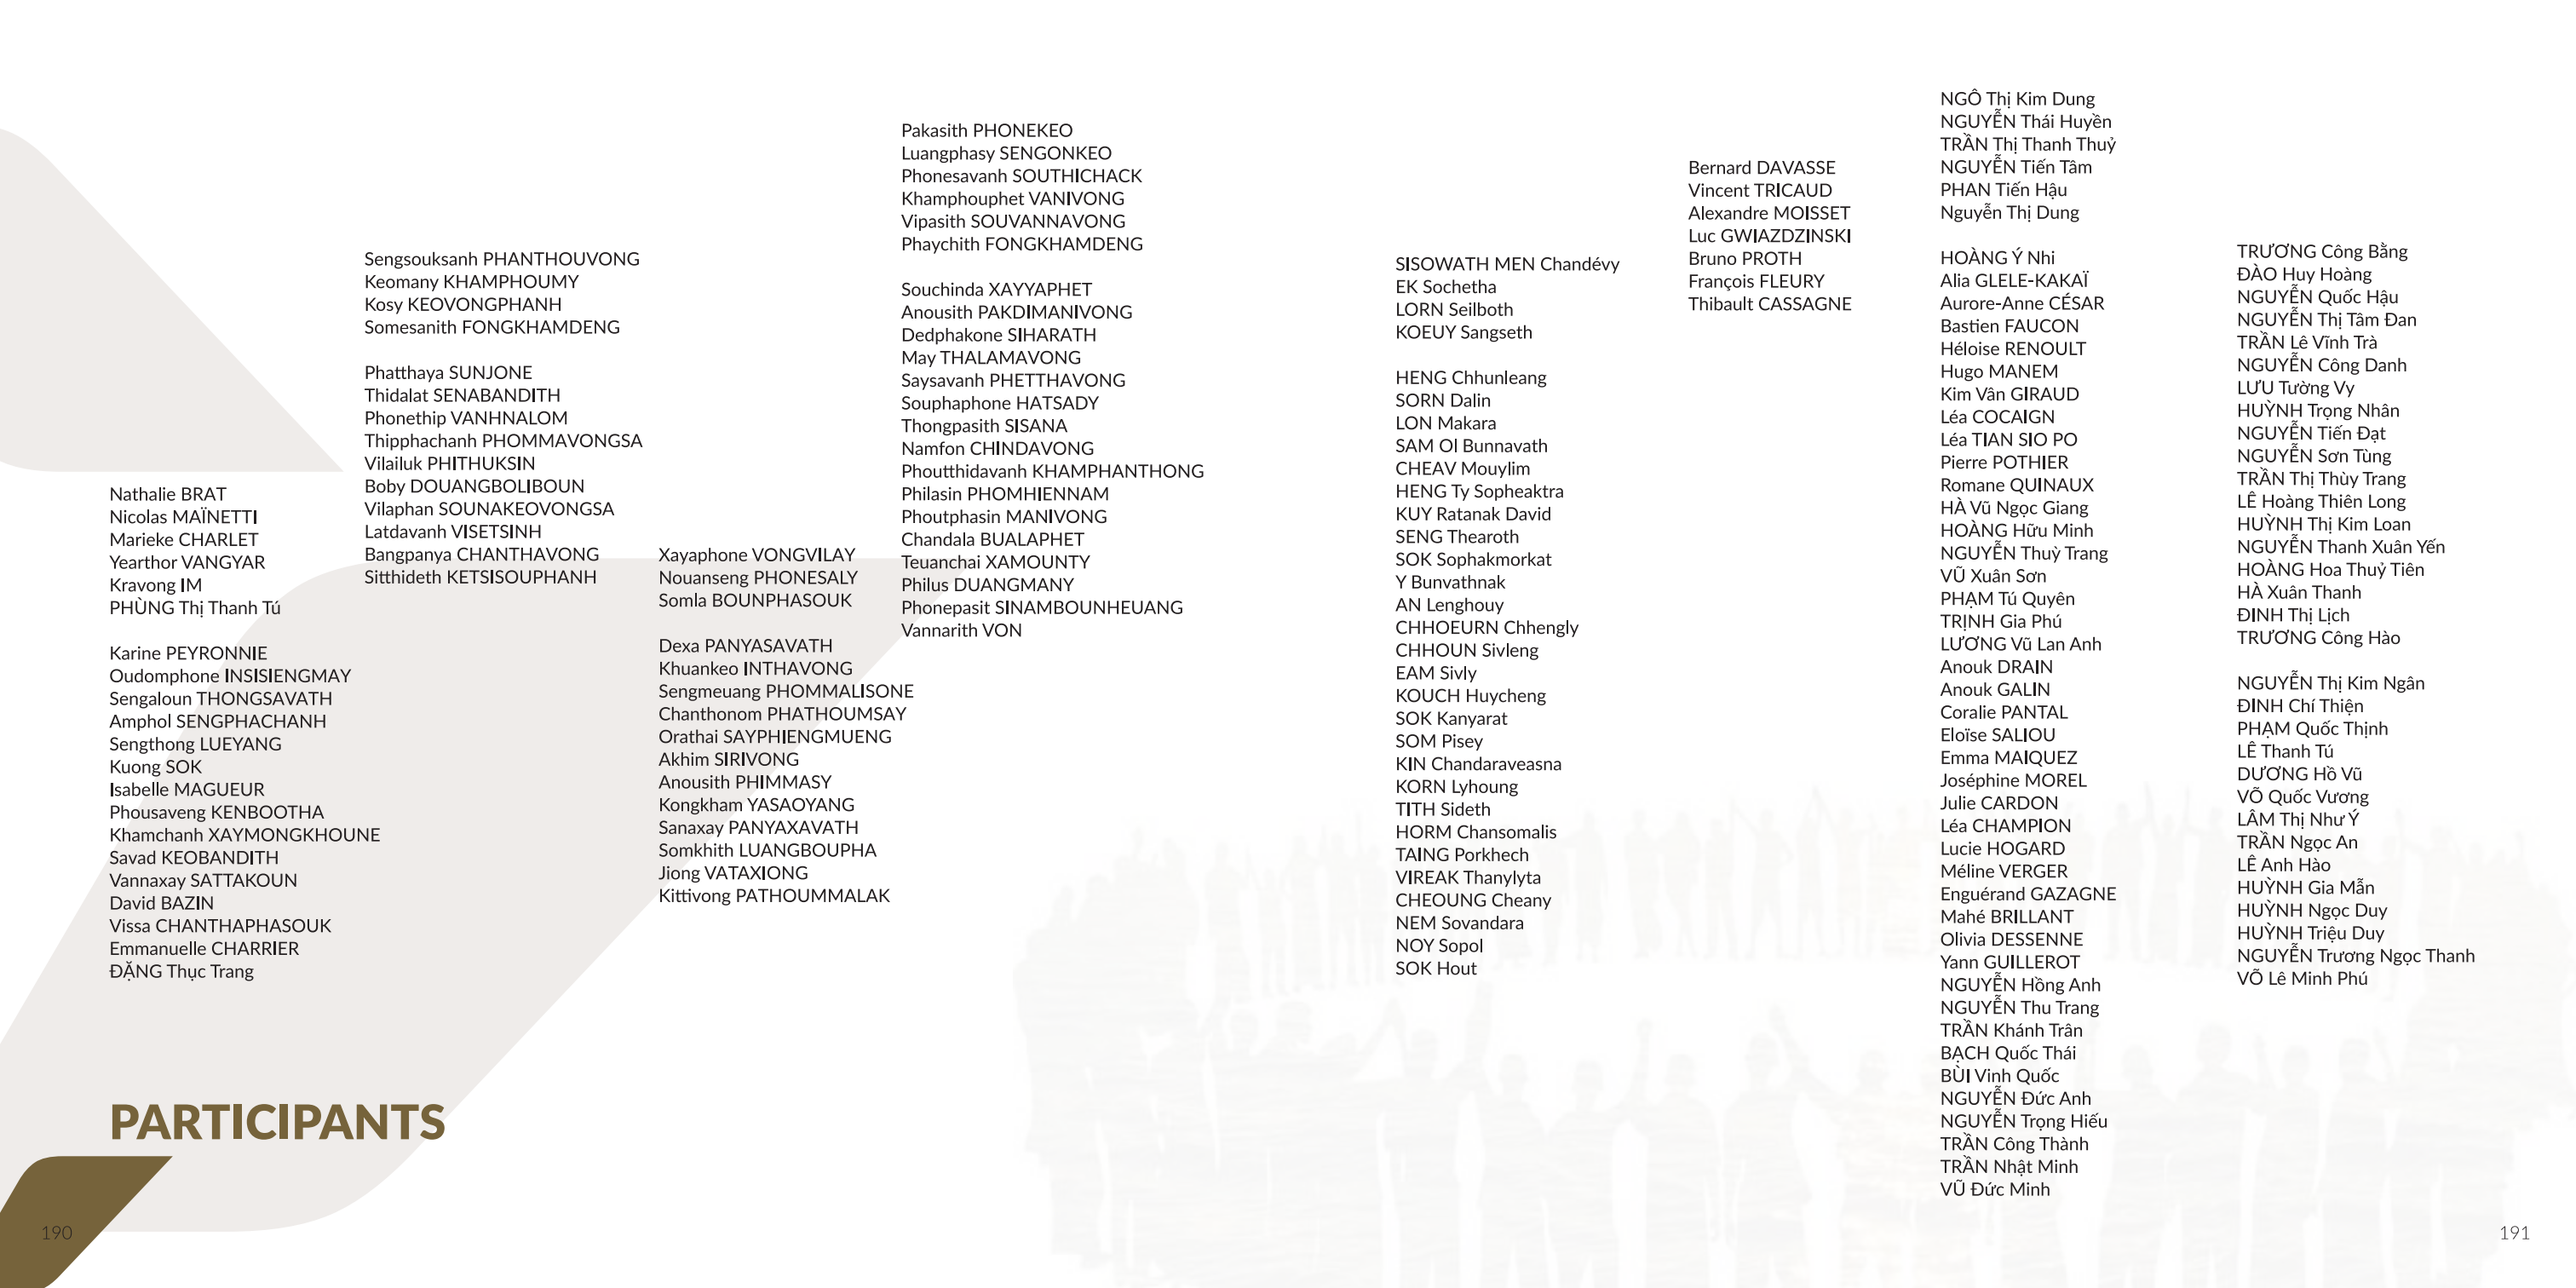 Nathalie BRAT
Nicolas MAÏNETTI
Marieke CHARLET
Yearthor VANGYAR
Kravong IM
PHÙNG Thị Thanh Tú
Karine PEYRONNIE
Oudomphone INSISIENGMAY
Sengaloun THONGSAVATH
Amphol SENGPHACHANH
Sengthong LUEYANG
Kuong SOK
Isabelle MAGUEUR
Phousaveng KENBOOTHA
Khamchanh XAYMONGKHOUNE
Savad KEOBANDITH
Vannaxay SATTAKOUN
David BAZIN
Vissa CHANTHAPHASOUK
Emmanuelle CHARRIER
ĐẶNG Thục Trang
Sengsouksanh PHANTHOUVONG
Keomany KHAMPHOUMY
Kosy KEOVONGPHANH
Somesanith FONGKHAMDENG
Phatthaya SUNJONE
Thidalat SENABANDITH
Phonethip VANHNALOM
Thipphachanh PHOMMAVONGSA
Vilailuk PHITHUKSIN
Boby DOUANGBOLIBOUN
Vilaphan SOUNAKEOVONGSA
Latdavanh VISETSINH
Bangpanya CHANTHAVONG
Sitthideth KETSISOUPHANH
Xayaphone VONGVILAY
Nouanseng PHONESALY
Somla BOUNPHASOUK
Dexa PANYASAVATH
Khuankeo INTHAVONG
Sengmeuang PHOMMALISONE
Chanthonom PHATHOUMSAY
Orathai SAYPHIENGMUENG
Akhim SIRIVONG
Anousith PHIMMASY
Kongkham YASAOYANG
Sanaxay PANYAXAVATH
Somkhith LUANGBOUPHA
Jiong VATAXIONG
Kittivong PATHOUMMALAK
Pakasith PHONEKEO
Luangphasy SENGONKEO
Phonesavanh SOUTHICHACK
Khamphouphet VANIVONG
Vipasith SOUVANNAVONG
Phaychith FONGKHAMDENG
Souchinda XAYYAPHET
Anousith PAKDIMANIVONG
Dedphakone SIHARATH
May THALAMAVONG
Saysavanh PHETTHAVONG
Souphaphone HATSADY
Thongpasith SISANA
Namfon CHINDAVONG
Phoutthidavanh KHAMPHANTHONG
Philasin PHOMHIENNAM
Phoutphasin MANIVONG
Chandala BUALAPHET
Teuanchai XAMOUNTY
Philus DUANGMANY
Phonepasit SINAMBOUNHEUANG
Vannarith VON
PARTICIPANTS
190
SISOWATH MEN Chandévy
EK Sochetha
LORN Seilboth
KOEUY Sangseth
HENG Chhunleang
SORN Dalin
LON Makara
SAM Ol Bunnavath
CHEAV Mouylim
HENG Ty Sopheaktra
KUY Ratanak David
SENG Thearoth
SOK Sophakmorkat
Y Bunvathnak
AN Lenghouy
CHHOEURN Chhengly
CHHOUN Sivleng
EAM Sivly
KOUCH Huycheng
SOK Kanyarat
SOM Pisey
KIN Chandaraveasna
KORN Lyhoung
TITH Sideth
HORM Chansomalis
TAING Porkhech
VIREAK Thanylyta
CHEOUNG Cheany
NEM Sovandara
NOY Sopol
SOK Hout
Bernard DAVASSE
Vincent TRICAUD
Alexandre MOISSET
Luc GWIAZDZINSKI
Bruno PROTH
François FLEURY
Thibault CASSAGNE
NGÔ Thị Kim Dung
NGUYỄN Thái Huyền
TRẦN Thị Thanh Thuỷ
NGUYỄN Tiến Tâm
PHAN Tiến Hậu
Nguyễn Thị Dung
HOÀNG Ý Nhi
Alia GLELE-KAKAÏ
Aurore-Anne CÉSAR
Bastien FAUCON
Héloise RENOULT
Hugo MANEM
Kim Vân GIRAUD
Léa COCAIGN
Léa TIAN SIO PO
Pierre POTHIER
Romane QUINAUX
HÀ Vũ Ngọc Giang
HOÀNG Hữu Minh
NGUYỄN Thuỳ Trang
VŨ Xuân Sơn
PHẠM Tú Quyên
TRỊNH Gia Phú
LƯƠNG Vũ Lan Anh
Anouk DRAIN
Anouk GALIN
Coralie PANTAL
Eloïse SALIOU
Emma MAIQUEZ
Joséphine MOREL
Julie CARDON
Léa CHAMPION
Lucie HOGARD
Méline VERGER
Enguérand GAZAGNE
Mahé BRILLANT
Olivia DESSENNE
Yann GUILLEROT
NGUYỄN Hồng Anh
NGUYỄN Thu Trang
TRẦN Khánh Trân
BẠCH Quốc Thái
BÙI Vinh Quốc
NGUYỄN Đức Anh
NGUYỄN Trọng Hiếu
TRẦN Công Thành
TRẦN Nhật Minh
VŨ Đức Minh
TRƯƠNG Công Bằng
ĐÀO Huy Hoàng
NGUYỄN Quốc Hậu
NGUYỄN Thị Tâm Đan
TRẦN Lê Vĩnh Trà
NGUYỄN Công Danh
LƯU Tường Vy
HUỲNH Trọng Nhân
NGUYỄN Tiến Đạt
NGUYỄN Sơn Tùng
TRẦN Thị Thùy Trang
LÊ Hoàng Thiên Long
HUỲNH Thị Kim Loan
NGUYỄN Thanh Xuân Yến
HOÀNG Hoa Thuỷ Tiên
HÀ Xuân Thanh
ĐINH Thị Lịch
TRƯƠNG Công Hào
NGUYỄN Thị Kim Ngân
ĐINH Chí Thiện
PHẠM Quốc Thịnh
LÊ Thanh Tú
DƯƠNG Hồ Vũ
VÕ Quốc Vương
LÂM Thị Như Ý
TRẦN Ngọc An
LÊ Anh Hào
HUỲNH Gia Mẫn
HUỲNH Ngọc Duy
HUỲNH Triệu Duy
NGUYỄN Trương Ngọc Thanh
VÕ Lê Minh Phú
191